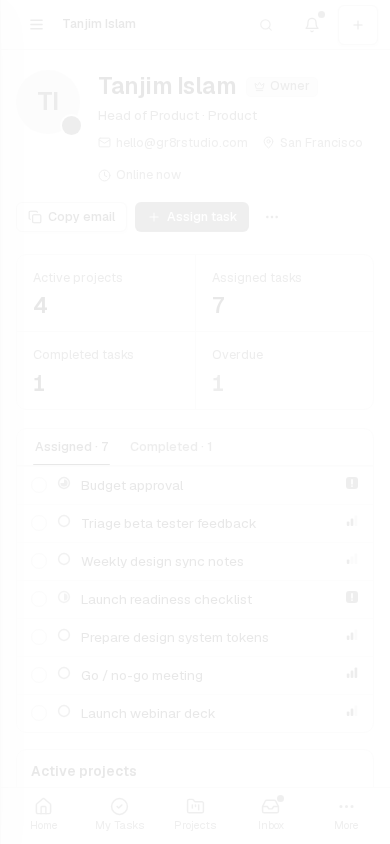 Tanjim Islam
TI
Tanjim Islam Owner
Head of Product · Product
hello@gr8rstudio.com San Francisco
Online now
Copy email Assign task
Active projects Assigned tasks
4 7
Completed tasks Overdue
1 1
Assigned · 7 Completed · 1
Budget approval
Triage beta tester feedback
Weekly design sync notes
Launch readiness checklist
Prepare design system tokens
Go / no-go meeting
Launch webinar deck
Active projects
Home My Tasks Projects Inbox More